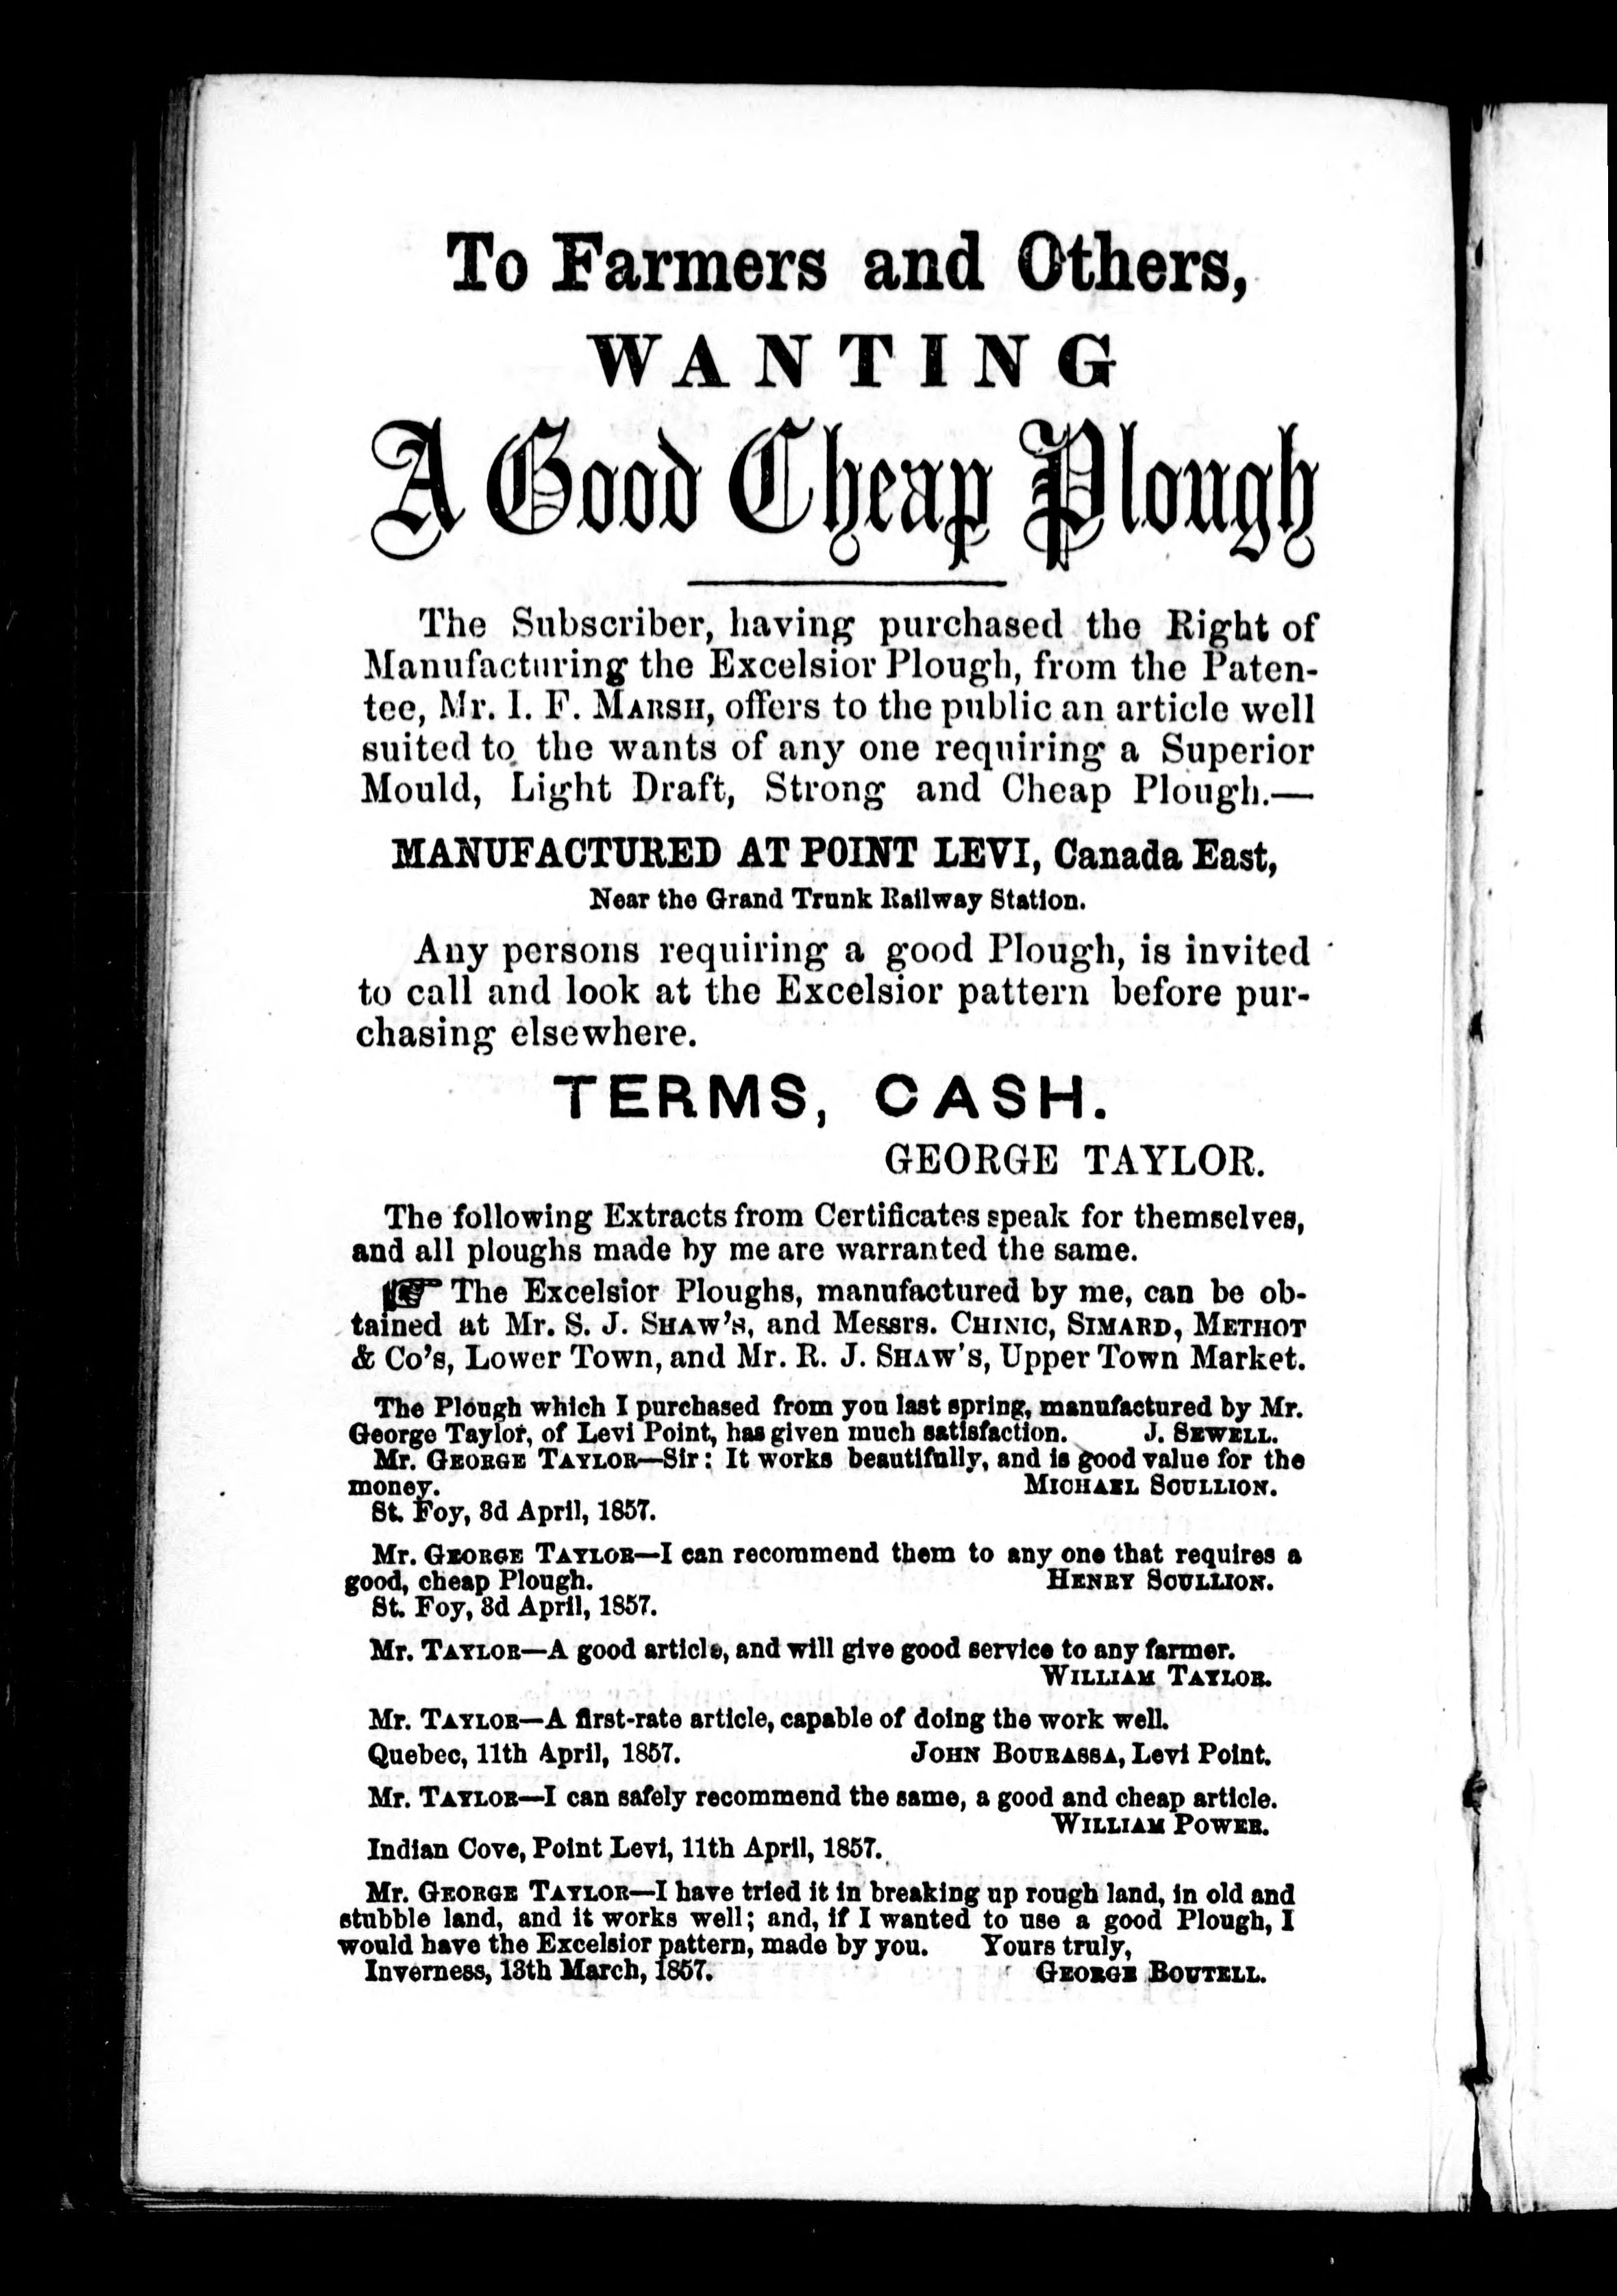 To Farmers and Others,
WANTING
A Good Cheap Plough
The Subscriber, having purchased the Right of
Manufacturing the Excelsior Plough, from the Paten-
tee, Mr. I. F. MARSH, offers to the public an article well
suited to the wants of any one requiring a Superior
Mould, Light Draft, Strong and Cheap Plough.—
MANUFACTURED AT POINT LEVI, Canada East,
Near the Grand Trunk Railway Station.
Any persons requiring a good Plough, is invited
to call and look at the Excelsior pattern before pur-
chasing elsewhere.
TERMS, CASH.
GEORGE TAYLOR.
The following Extracts from Certificates speak for themselves,
and all ploughs made by me are warranted the same.
☞ The Excelsior Ploughs, manufactured by me, can be ob-
tained at Mr. S. J. SHAW's, and Messrs. CHINIC, SIMARD, METHOT
& Co's, Lower Town, and Mr. R. J. SHAW's, Upper Town Market.
The Plough which I purchased from you last spring, manufactured by Mr.
George Taylor, of Levi Point, has given much satisfaction. J. SEWELL.
Mr. GEORGE TAYLOR—Sir: It works beautifully, and is good value for the
money. MICHAEL SCULLION.
St. Foy, 3d April, 1857.
Mr. GEORGE TAYLOR—I can recommend them to any one that requires a
good, cheap Plough. HENRY SCULLION.
St. Foy, 3d April, 1857.
Mr. TAYLOR—A good article, and will give good service to any farmer.
WILLIAM TAYLOR.
Mr. TAYLOR—A first-rate article, capable of doing the work well.
Quebec, 11th April, 1857. JOHN BOURASSA, Levi Point.
Mr. TAYLOR—I can safely recommend the same, a good and cheap article.
WILLIAM POWER.
Indian Cove, Point Levi, 11th April, 1857.
Mr. GEORGE TAYLOR—I have tried it in breaking up rough land, in old and
stubble land, and it works well; and, if I wanted to use a good Plough, I
would have the Excelsior pattern, made by you. Yours truly,
Inverness, 13th March, 1857. GEORGE BOUTELL.